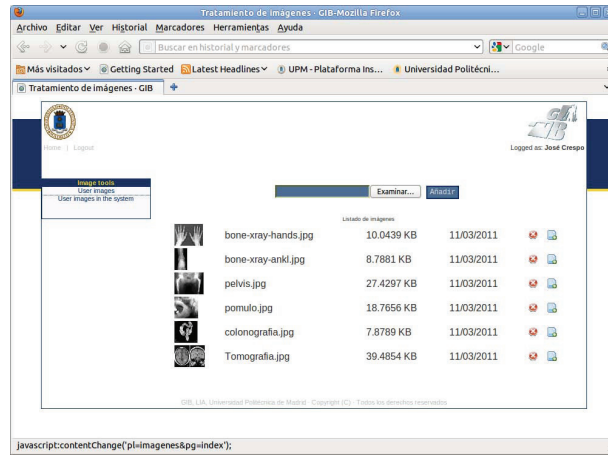 Tratamiento de imágenes · GIB-Mozilla Firefox
Archivo Editar Ver Historial Marcadores Herramientas Ayuda
Buscar en historial y marcadores
Google
Más visitados Getting Started Latest Headlines UPM - Plataforma Ins... Universidad Politécni...
Tratamiento de imágenes · GIB
GIB
Home | Logout
Logged as: José Crespo
Image tools
User images
User images in the system
Examinar... Añadir
Listado de imágenes
bone-xray-hands.jpg 10.0439 KB 11/03/2011
bone-xray-ankl.jpg 8.7881 KB 11/03/2011
pelvis.jpg 27.4297 KB 11/03/2011
pomulo.jpg 18.7656 KB 11/03/2011
colonografia.jpg 7.8789 KB 11/03/2011
Tomografia.jpg 39.4854 KB 11/03/2011
GIB, LIA, Universidad Politécnica de Madrid · Copyright (C) · Todos los derechos reservados
javascript:contentChange('pl=imagenes&pg=index');